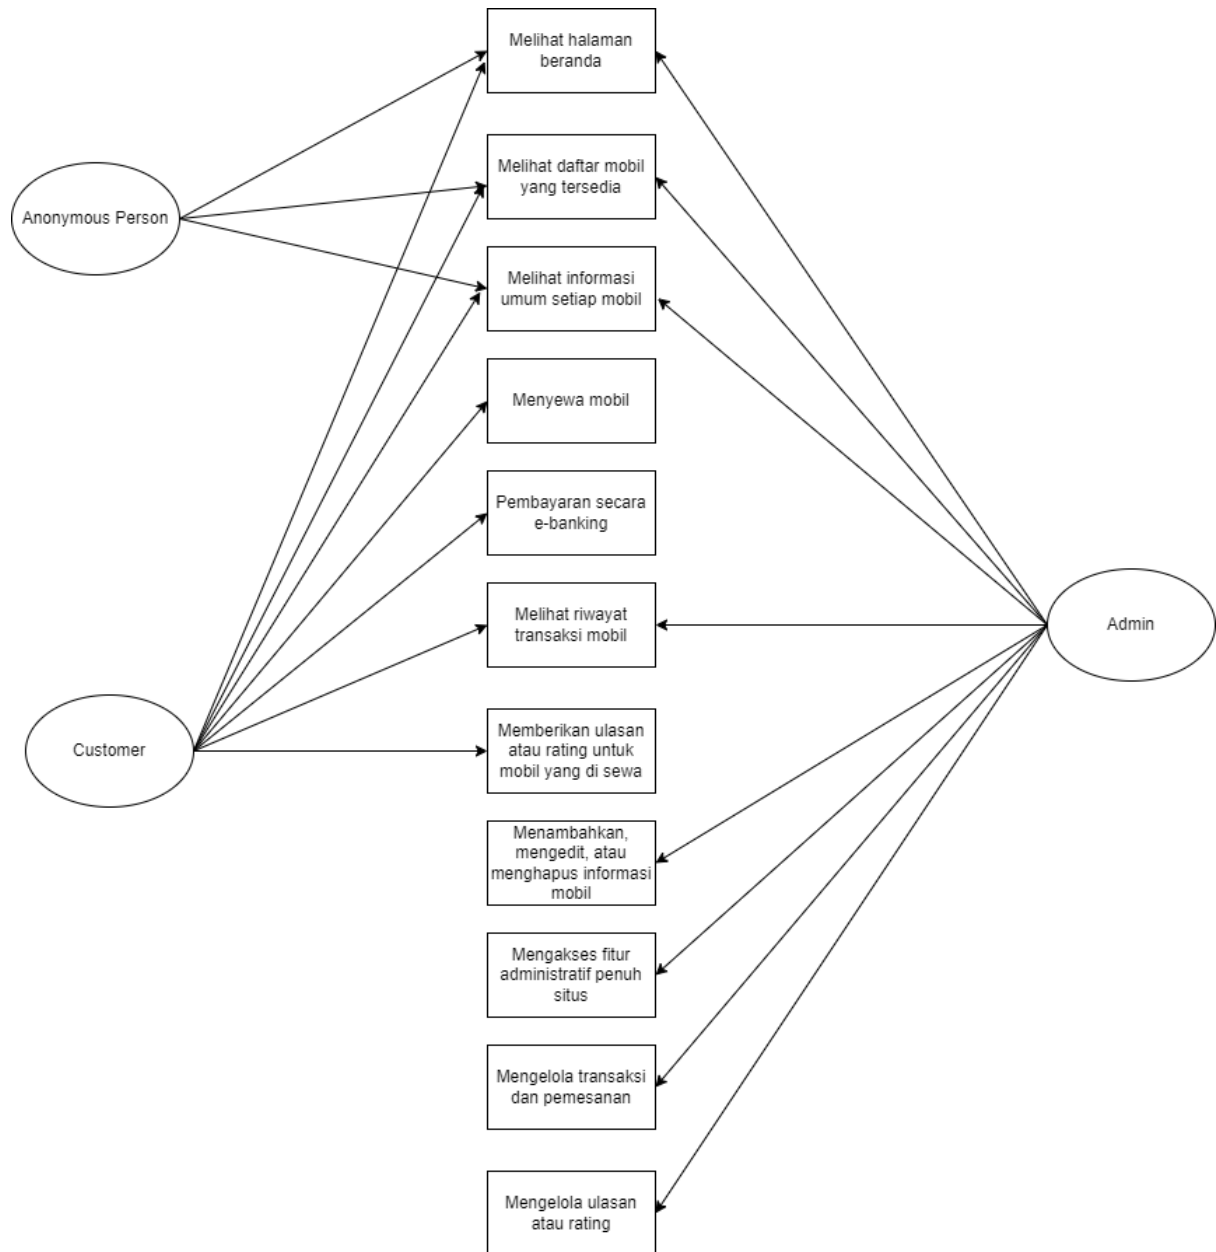 Melihat halaman
beranda
Melihat daftar mobil
yang tersedia
Anonymous Person
Melihat informasi
umum setiap mobil
Menyewa mobil
Pembayaran secara
e-banking
Melihat riwayat
transaksi mobil
Admin
Customer
Memberikan ulasan
atau rating untuk
mobil yang di sewa
Menambahkan,
mengedit, atau
menghapus informasi
mobil
Mengakses fitur
administratif penuh
situs
Mengelola transaksi
dan pemesanan
Mengelola ulasan
atau rating